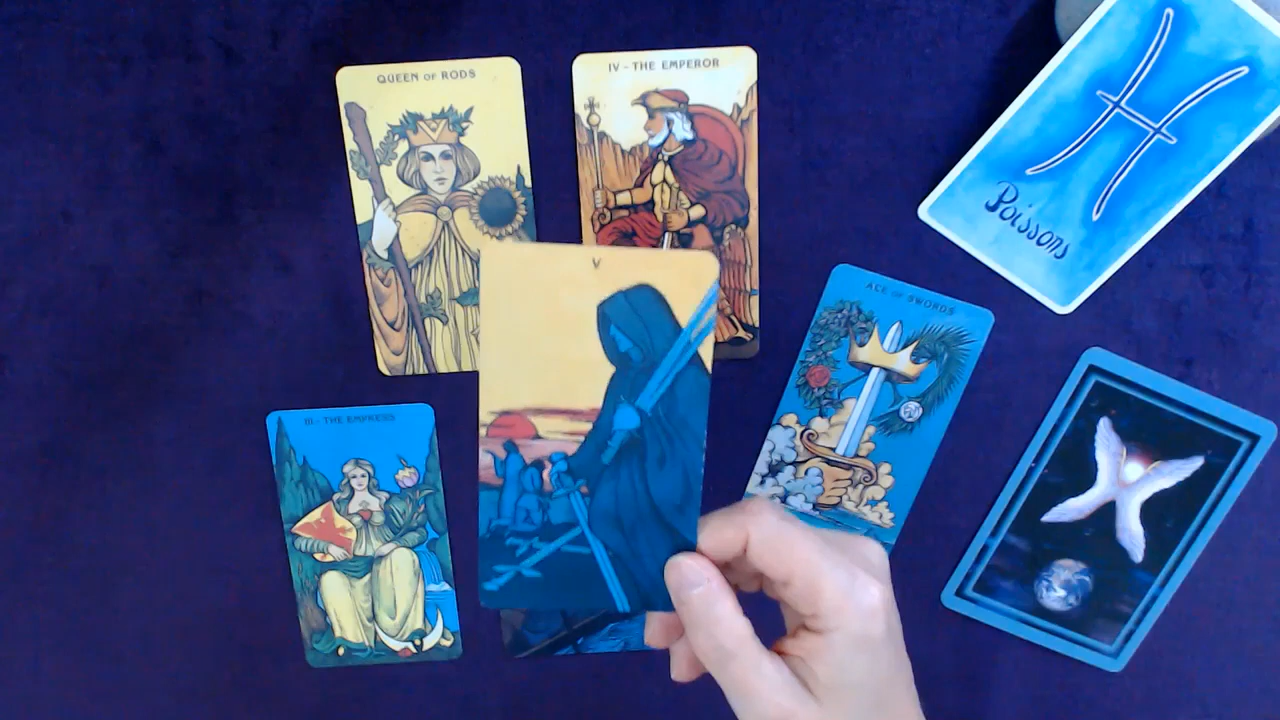 QUEEN OF RODS
IV - THE EMPEROR
Poissons
V
ACE OF SWORDS
III - THE EMPRESS